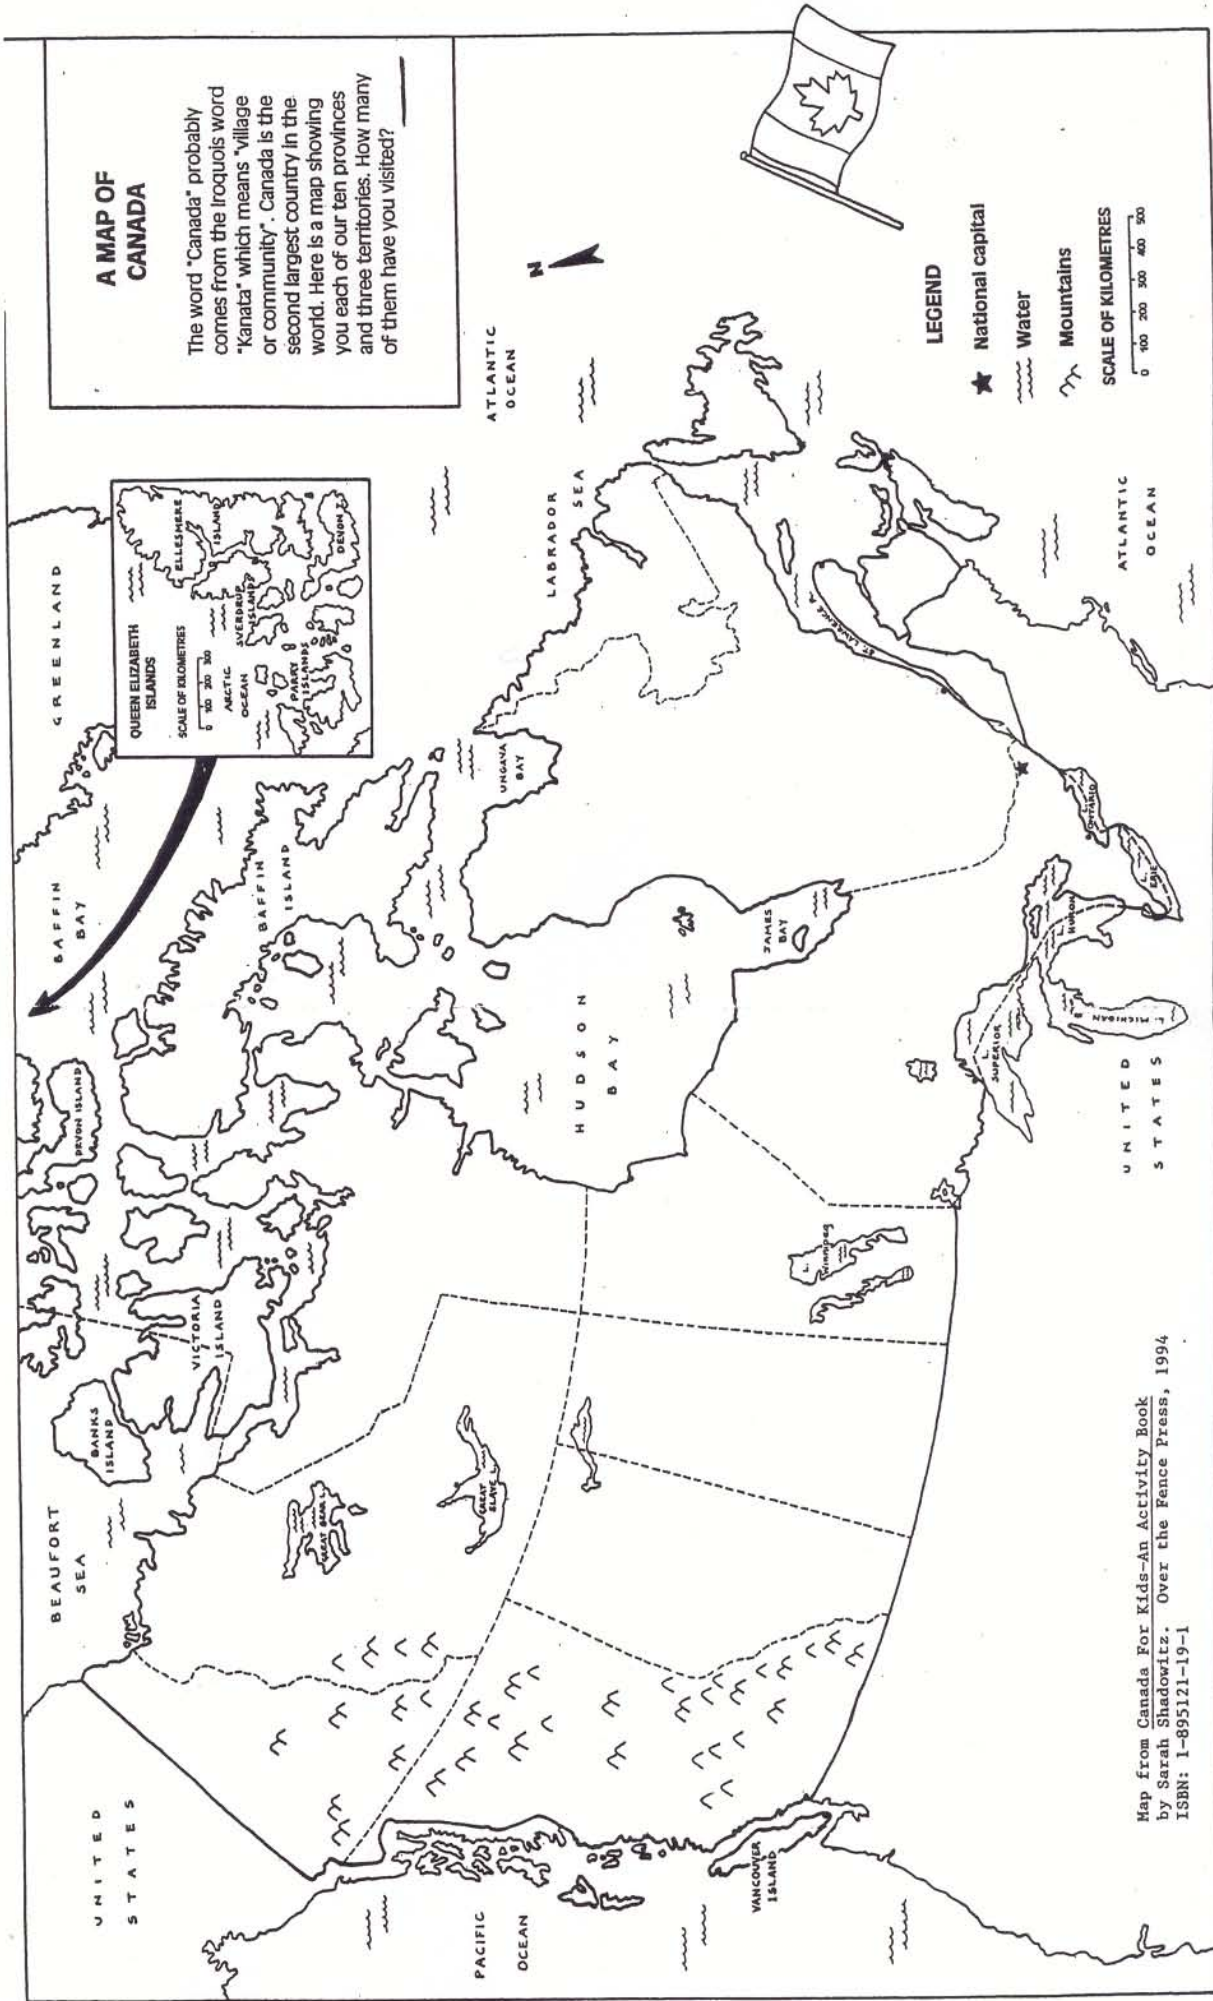 A MAP OF
CANADA
The word "Canada" probably
comes from the Iroquois word
"Kanata" which means "village
or community". Canada is the
second largest country in the
world. Here is a map showing
you each of our ten provinces
and three territories. How many
of them have you visited?
GREENLAND
BAFFIN
BAY
QUEEN ELIZABETH
ISLANDS
SCALE OF KILOMETRES
0 100 200 300
ELLESMERE
ISLAND
SVERDRUP
ISLANDS
ARCTIC
OCEAN
PARRY
ISLANDS
DEVON I.
BEAUFORT
SEA
BANKS
ISLAND
VICTORIA
ISLAND
DEVON ISLAND
BAFFIN
ISLAND
UNITED
STATES
GREAT BEAR L.
GREAT
SLAVE L.
ATLANTIC
OCEAN
LABRADOR
SEA
UNGAVA
BAY
HUDSON
BAY
JAMES
BAY
PACIFIC
OCEAN
VANCOUVER
ISLAND
L.
Winnipeg
ST. LAWRENCE R.
L.
SUPERIOR
L. MICHIGAN
L.
HURON
L.
ERIE
L.
ONTARIO
UNITED
STATES
ATLANTIC
OCEAN
N
LEGEND
National capital
Water
Mountains
SCALE OF KILOMETRES
0 100 200 300 400 500
Map from Canada For Kids-An Activity Book
by Sarah Shadowitz. Over the Fence Press, 1994
ISBN: 1-895121-19-1